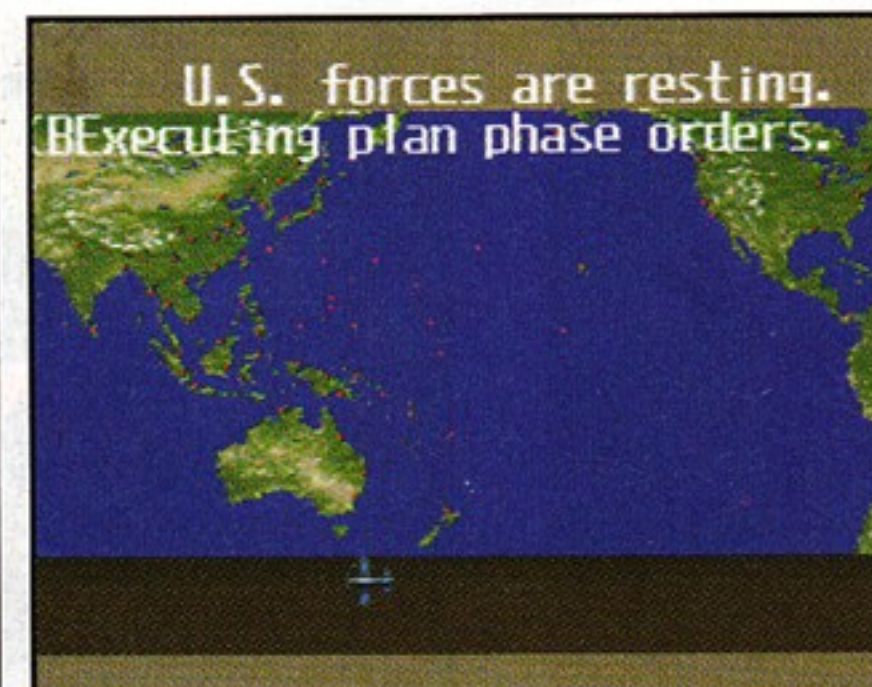 U.S. forces are resting.
(BExecuting plan phase orders.